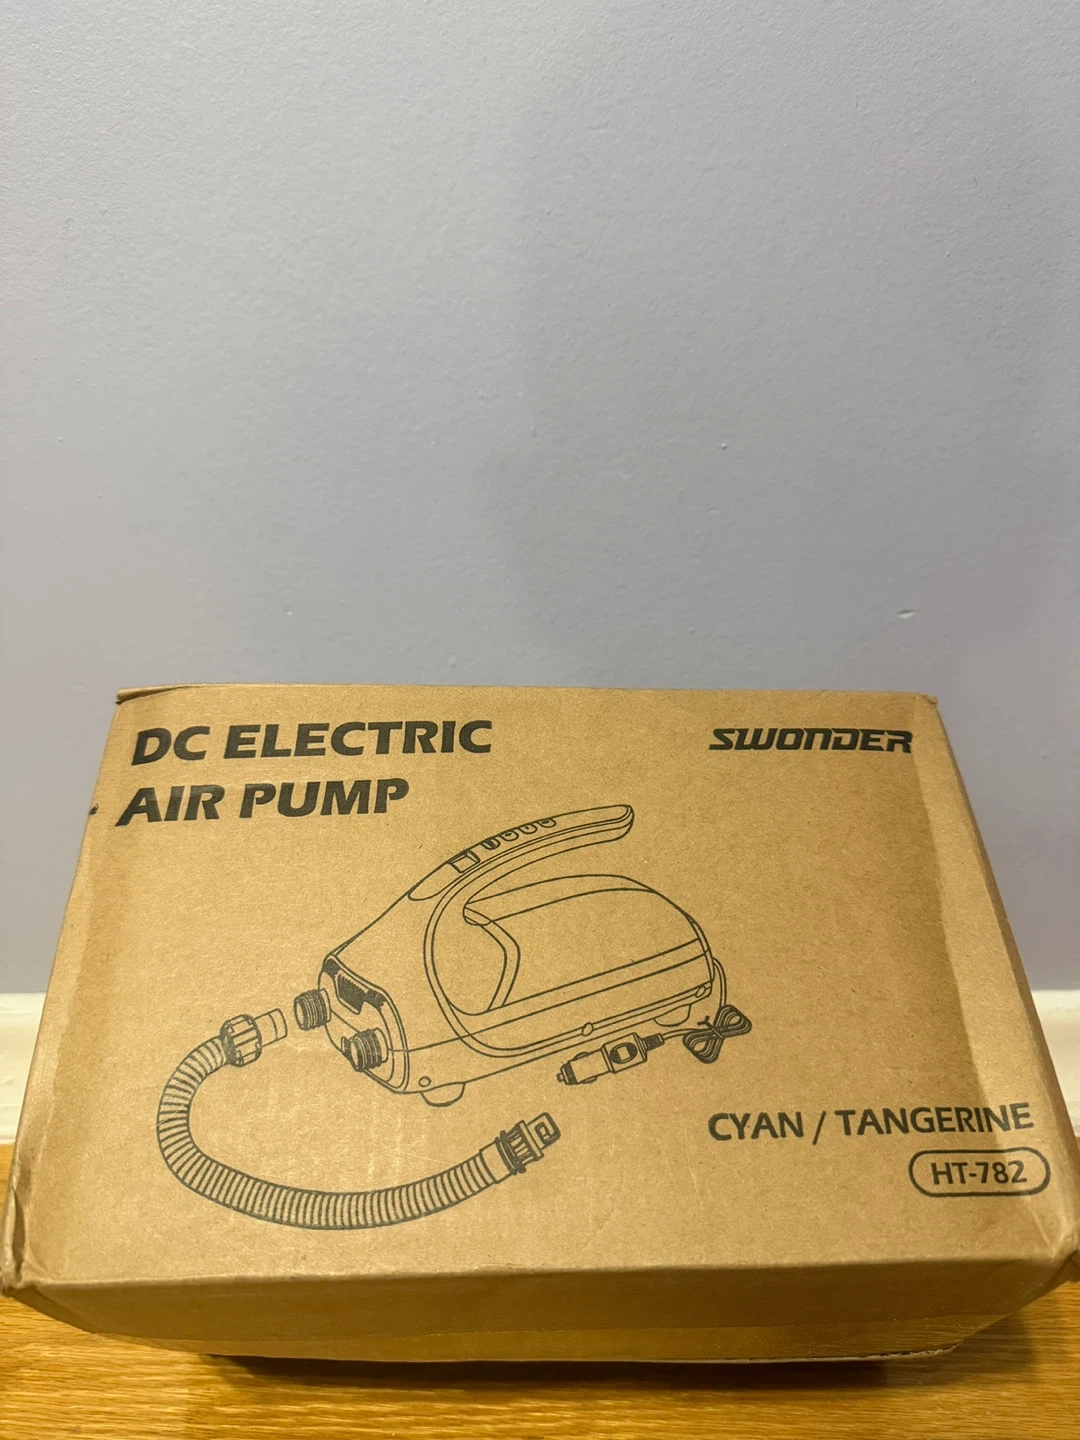 DC ELECTRIC
AIR PUMP
SWONDER
CYAN / TANGERINE
HT-782